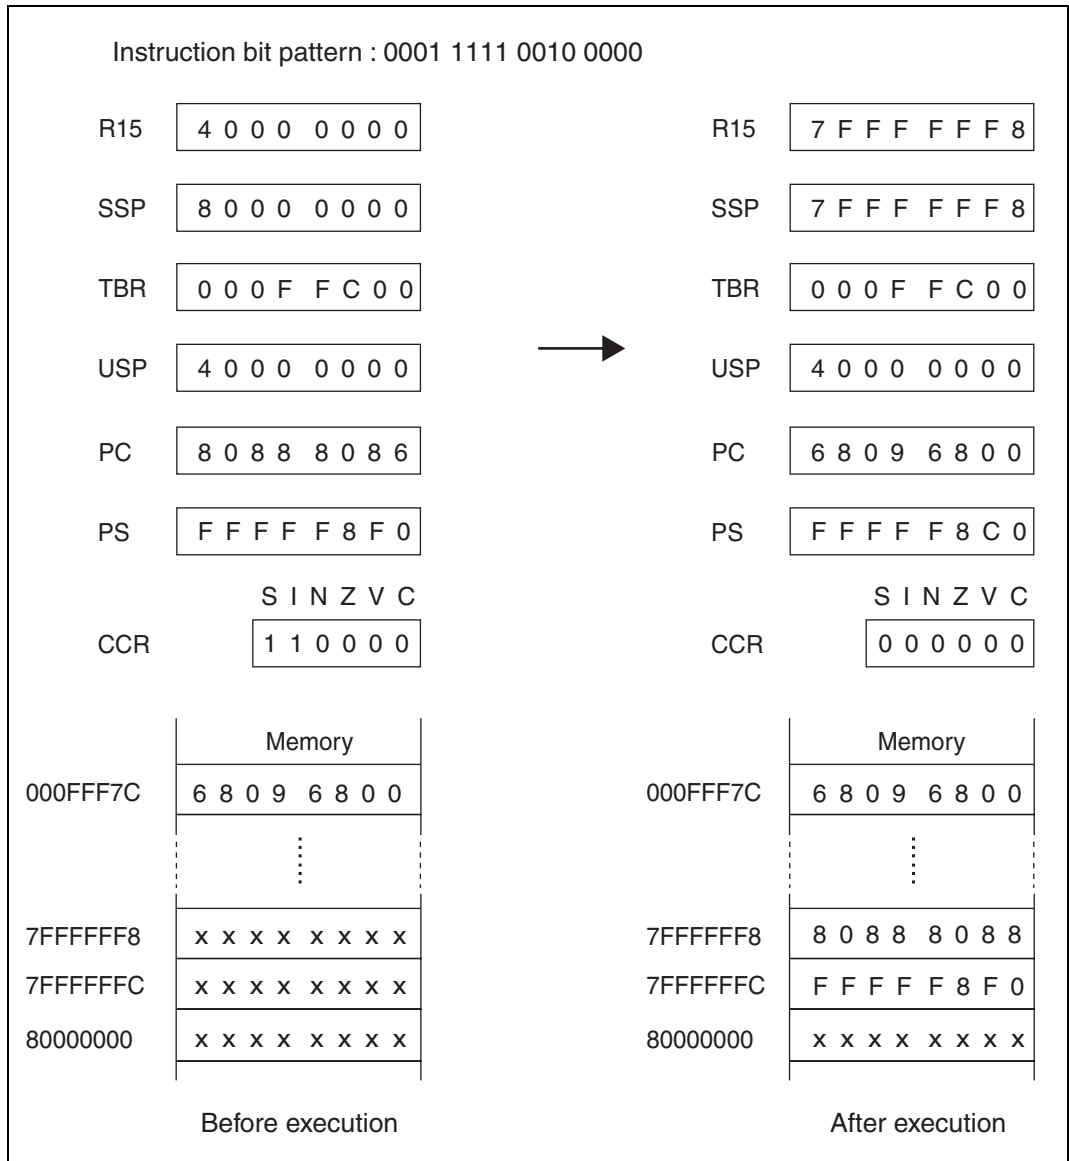 Instruction bit pattern : 0001 1111 0010 0000
R15 4 0 0 0 0 0 0 0 R15 7 F F F F F F 8
SSP 8 0 0 0 0 0 0 0 SSP 7 F F F F F F 8
TBR 0 0 0 F F C 0 0 TBR 0 0 0 F F C 0 0
USP 4 0 0 0 0 0 0 0 USP 4 0 0 0 0 0 0 0
PC 8 0 8 8 8 0 8 6 PC 6 8 0 9 6 8 0 0
PS F F F F F 8 F 0 PS F F F F F 8 C 0
S I N Z V C S I N Z V C
CCR 1 1 0 0 0 0 CCR 0 0 0 0 0 0
Memory Memory
000FFF7C 6 8 0 9 6 8 0 0 000FFF7C 6 8 0 9 6 8 0 0
7FFFFFF8 x x x x x x x x 7FFFFFF8 8 0 8 8 8 0 8 8
7FFFFFFC x x x x x x x x 7FFFFFFC F F F F F 8 F 0
80000000 x x x x x x x x 80000000 x x x x x x x x
Before execution After execution